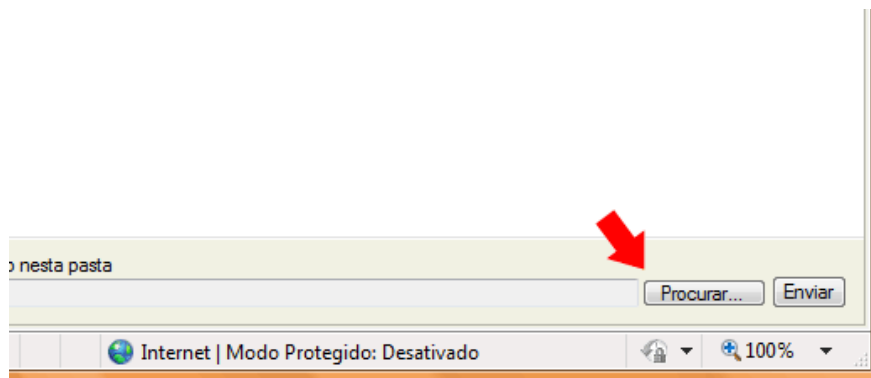 o nesta pasta
Procurar... Enviar
Internet | Modo Protegido: Desativado 100%